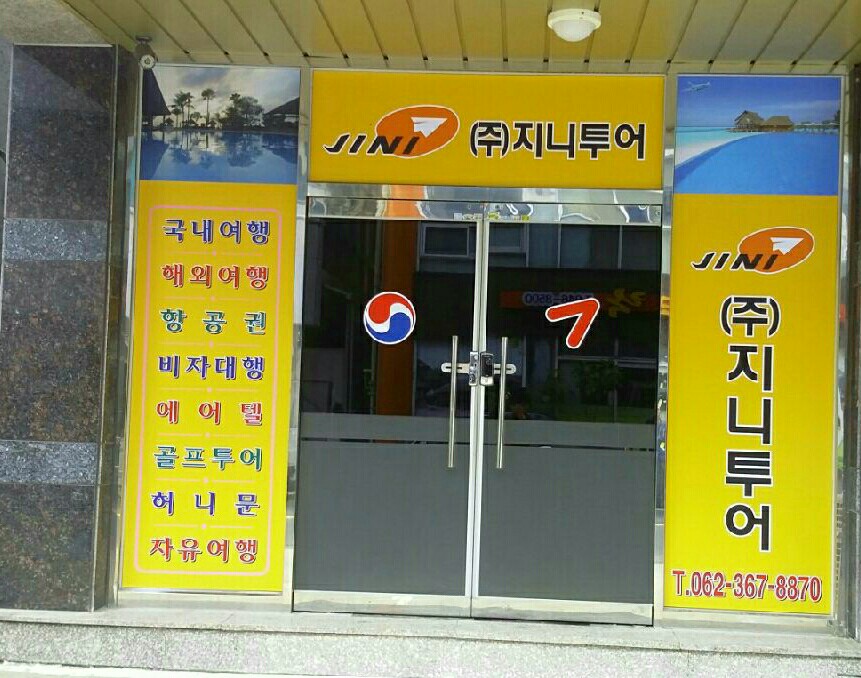 JINI (주)지니투어
국내여행
해외여행
항공권
비자대행
에어텔
골프투어
허니문
자유여행
JINI
(주)
지니투어
T.062-367-8870